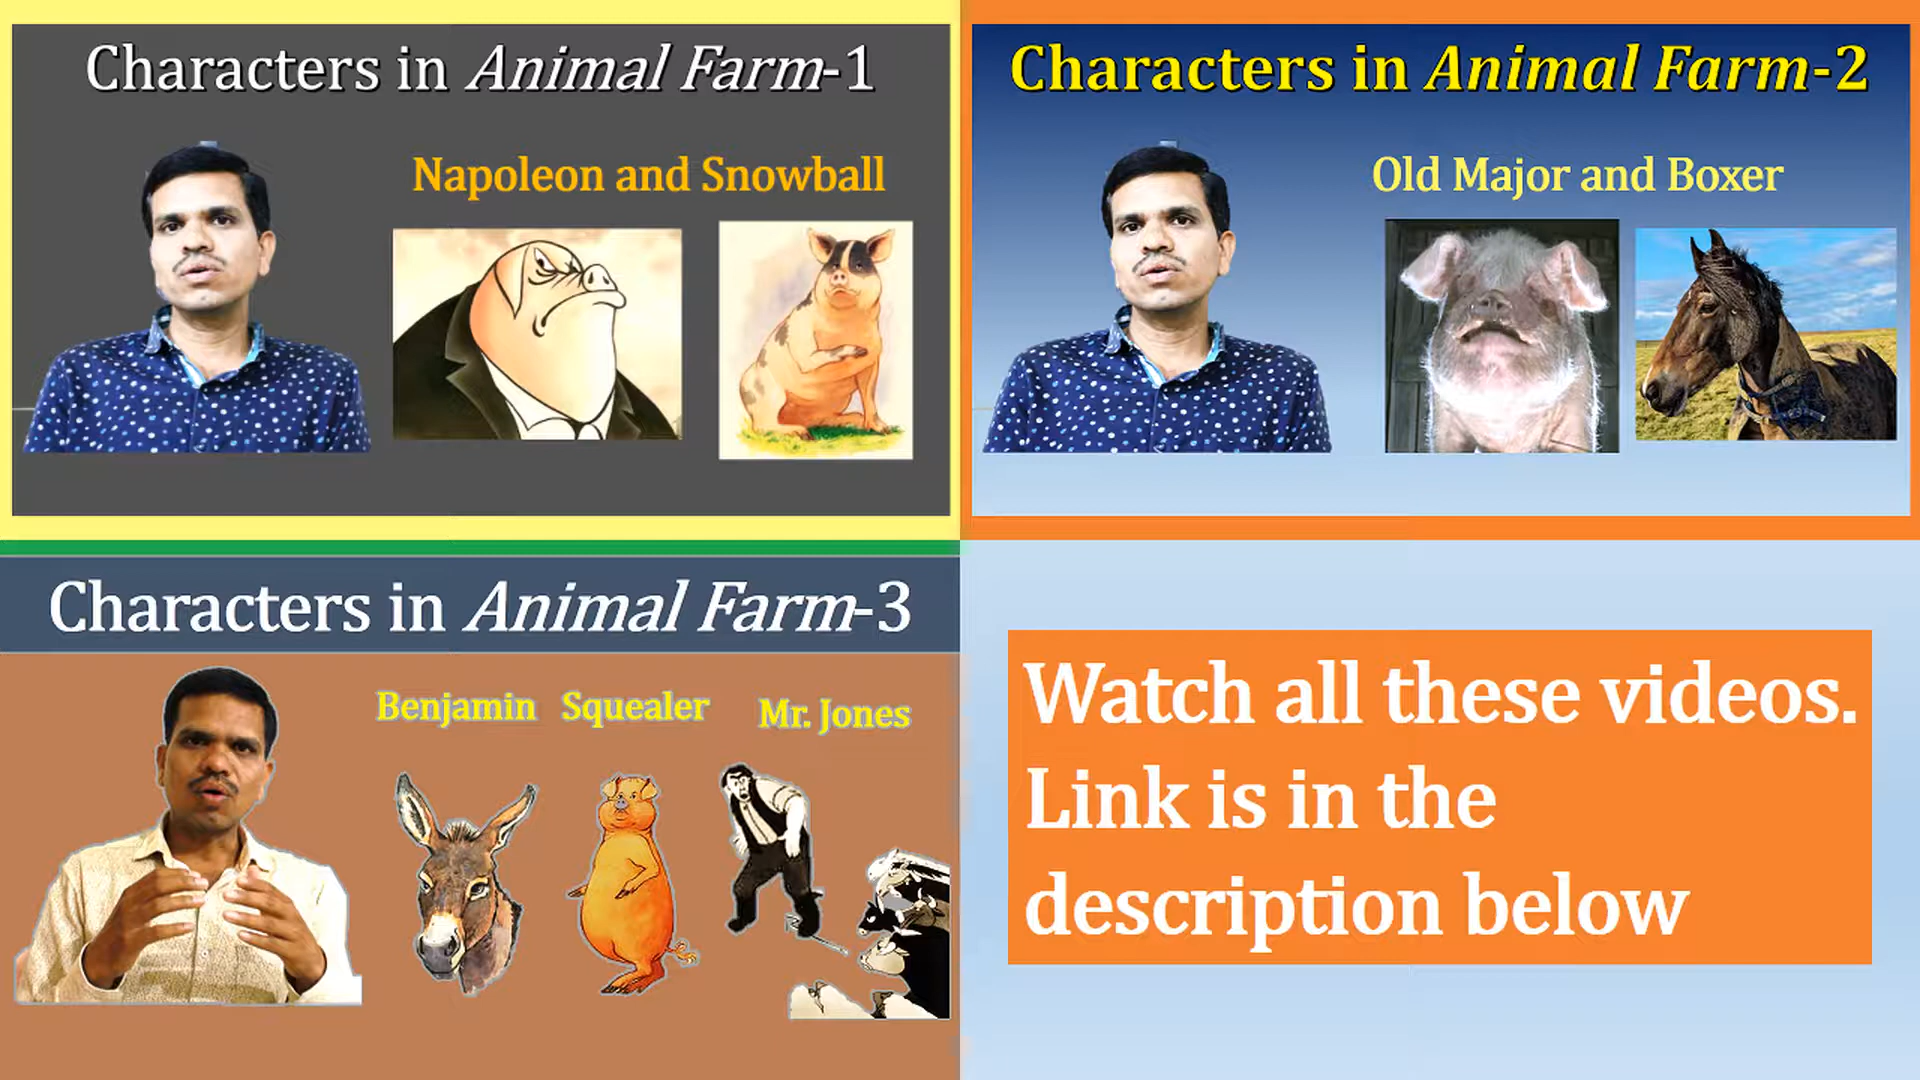 Characters in Animal Farm-1
Napoleon and Snowball
Characters in Animal Farm-2
Old Major and Boxer
Characters in Animal Farm-3
Benjamin Squealer Mr. Jones
Watch all these videos.
Link is in the
description below